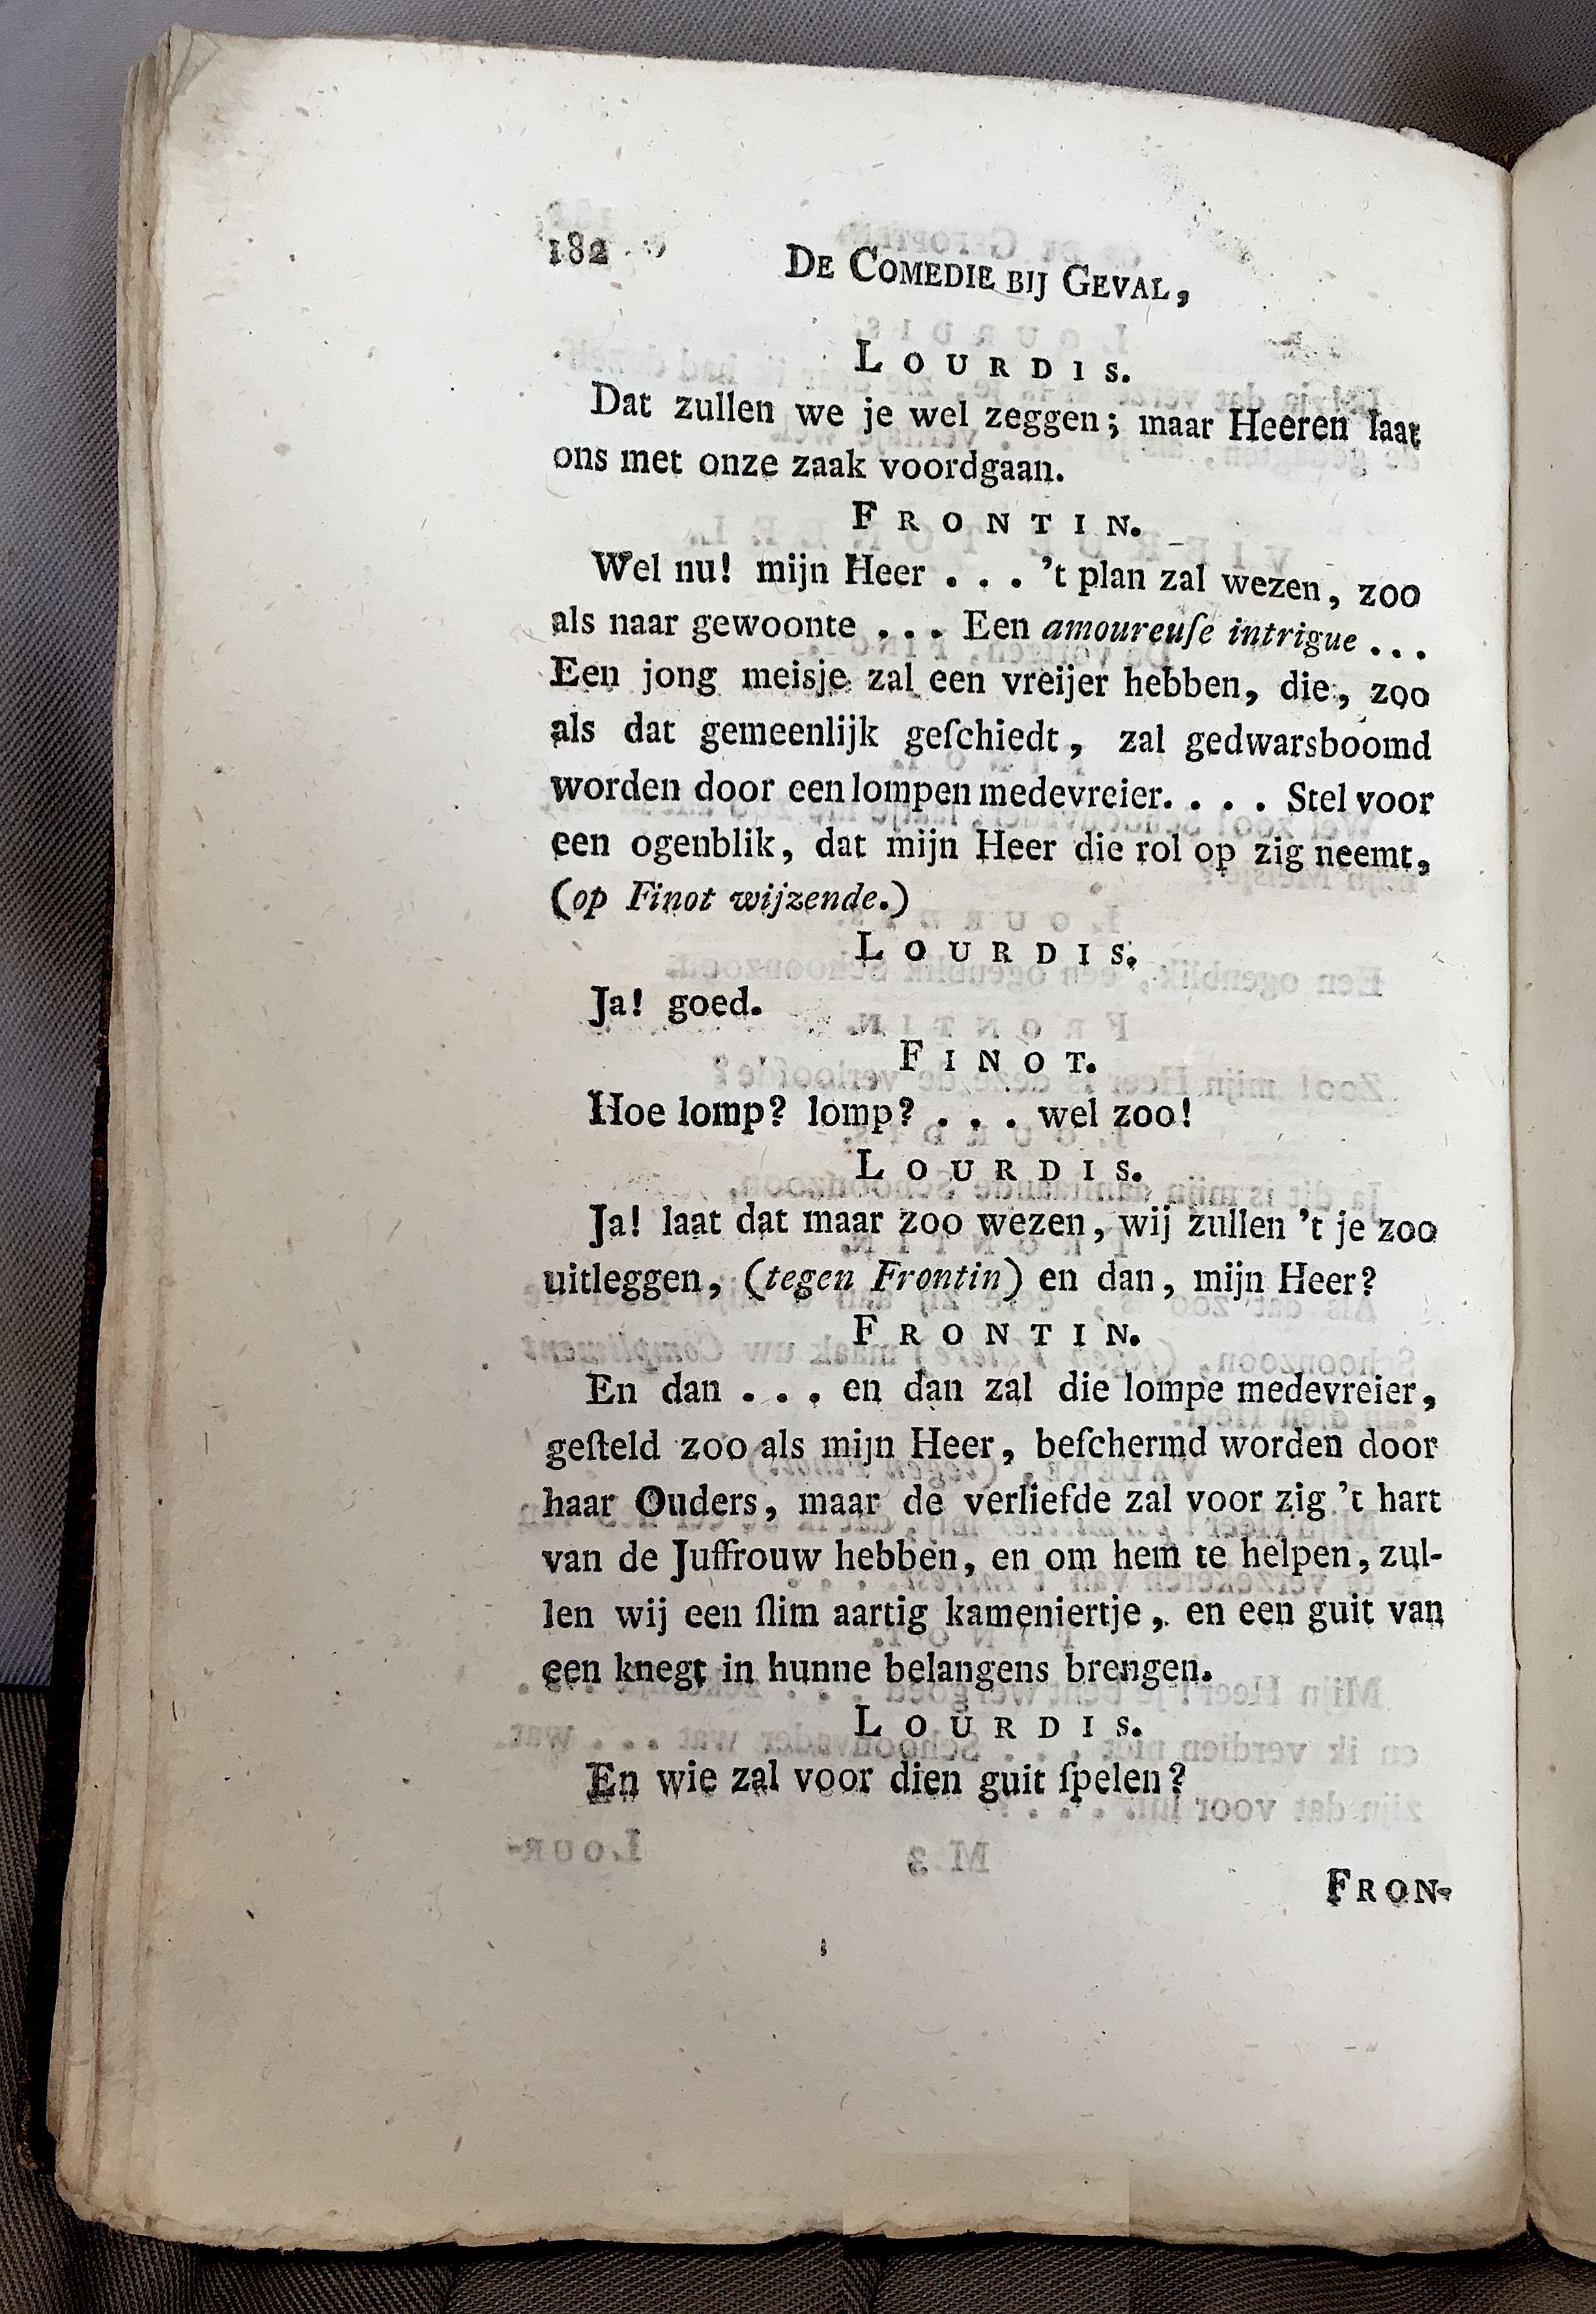 182 De Comedie bij Geval,
Lourdis.
Dat zullen we je wel zeggen; maar Heeren laat
ons met onze zaak voordgaan.
Frontin.
Wel nu! mijn Heer . . . 't plan zal wezen, zoo
als naar gewoonte . . . Een amoureuſe intrigue . . .
Een jong meisje zal een vreijer hebben, die, zoo
als dat gemeenlijk geſchiedt, zal gedwarsboomd
worden door een lompen medevreier. . . . Stel voor
een ogenblik, dat mijn Heer die rol op zig neemt,
(op Finot wijzende.)
Lourdis.
Ja! goed.
Finot.
Hoe lomp? lomp? . . . wel zoo!
Lourdis.
Ja! laat dat maar zoo wezen, wij zullen 't je zoo
uitleggen, (tegen Frontin) en dan, mijn Heer?
Frontin.
En dan . . . en dan zal die lompe medevreier,
geſteld zoo als mijn Heer, beſchermd worden door
haar Ouders, maar de verliefde zal voor zig 't hart
van de Juffrouw hebben, en om hem te helpen, zul-
len wij een ſlim aartig kameniertje, en een guit van
een knegt in hunne belangens brengen.
Lourdis.
En wie zal voor dien guit ſpelen?
Fron-